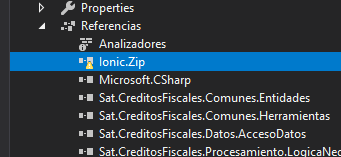 Properties
Referencias
Analizadores
Ionic.Zip
Microsoft.CSharp
Sat.CreditosFiscales.Comunes.Entidades
Sat.CreditosFiscales.Comunes.Herramientas
Sat.CreditosFiscales.Datos.AccesoDatos
Sat.CreditosFiscales.Procesamiento.LogicaNeg